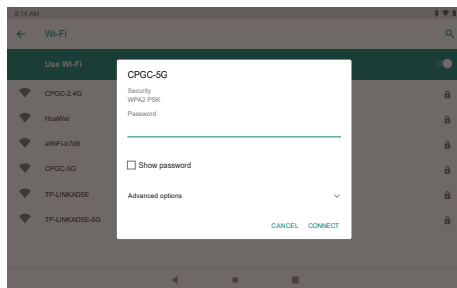 9:14 AM
Wi-Fi
Use Wi-Fi
CPGC-2.4G
HuaWei
aWiFi-b7d9
CPGC-5G
TP-LINKAD5E
TP-LINKAD5E-5G
CPGC-5G
Security
WPA2 PSK
Password
Show password
Advanced options
CANCEL CONNECT